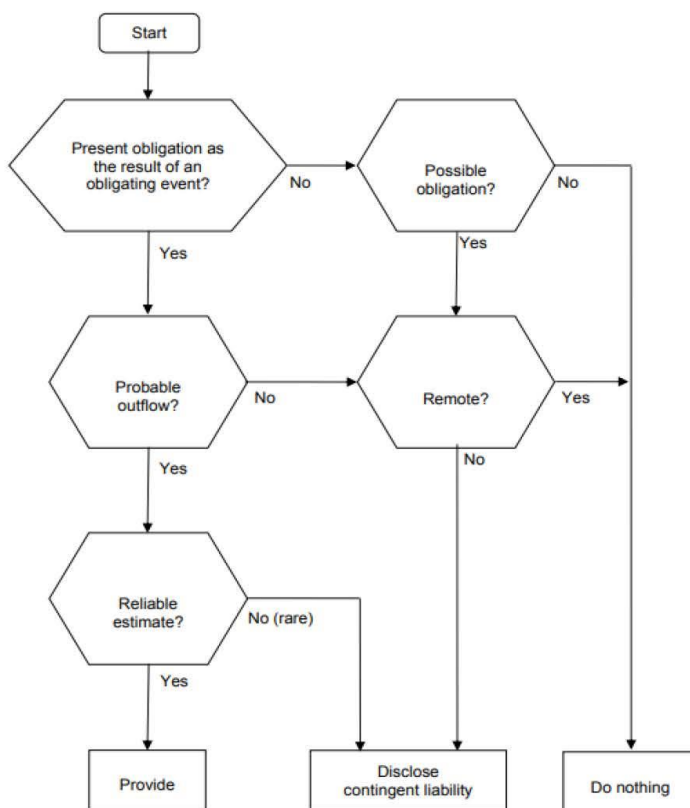 Start
Present obligation as
the result of an
obligating event?
No
Possible
obligation?
No
Yes
Yes
Probable
outflow?
No
Remote?
Yes
Yes
No
Reliable
estimate?
No (rare)
Yes
Provide
Disclose
contingent liability
Do nothing